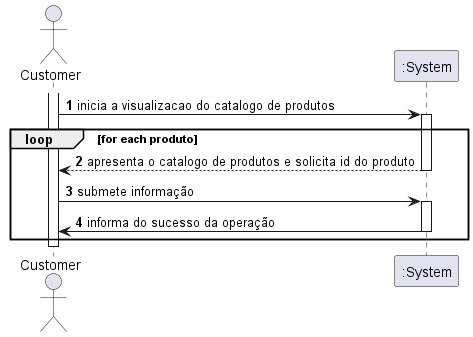 Customer
:System
1 inicia a visualizacao do catalogo de produtos
loop [for each produto]
2 apresenta o catalogo de produtos e solicita id do produto
3 submete informação
4 informa do sucesso da operação
Customer
:System